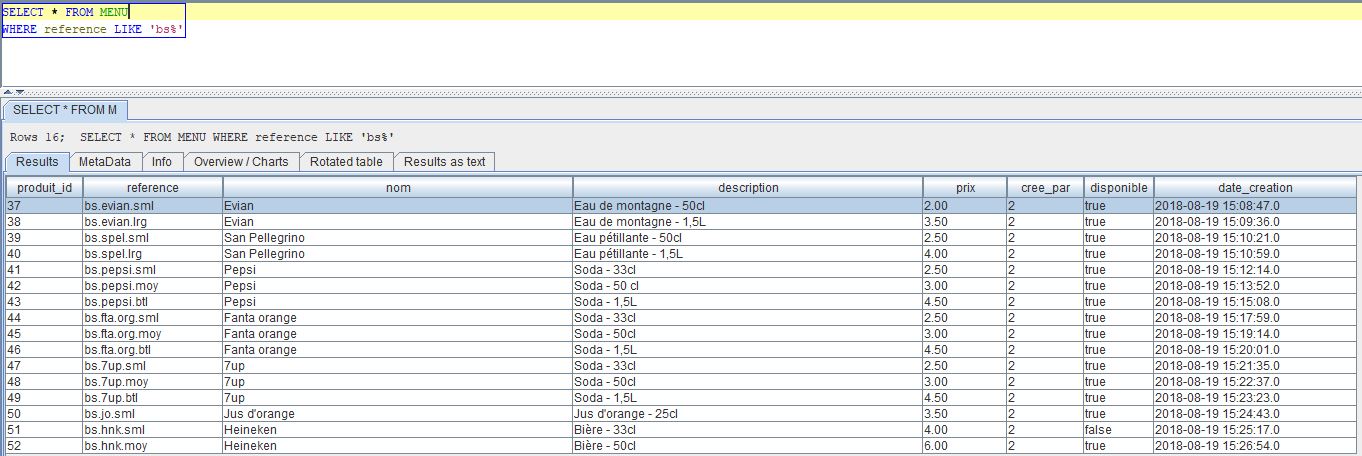 SELECT * FROM MENU
WHERE reference LIKE 'bs%'
SELECT * FROM M
Rows 16; SELECT * FROM MENU WHERE reference LIKE 'bs%'
Results MetaData Info Overview / Charts Rotated table Results as text
produit_id reference nom description prix cree_par disponible date_creation
37 bs.evian.sml Evian Eau de montagne - 50cl 2.00 2 true 2018-08-19 15:08:47.0
38 bs.evian.lrg Evian Eau de montagne - 1,5L 3.50 2 true 2018-08-19 15:09:36.0
39 bs.spel.sml San Pellegrino Eau pétillante - 50cl 2.50 2 true 2018-08-19 15:10:21.0
40 bs.spel.lrg San Pellegrino Eau pétillante - 1,5L 4.00 2 true 2018-08-19 15:10:59.0
41 bs.pepsi.sml Pepsi Soda - 33cl 2.50 2 true 2018-08-19 15:12:14.0
42 bs.pepsi.moy Pepsi Soda - 50 cl 3.00 2 true 2018-08-19 15:13:52.0
43 bs.pepsi.btl Pepsi Soda - 1,5L 4.50 2 true 2018-08-19 15:15:08.0
44 bs.fta.org.sml Fanta orange Soda - 33cl 2.50 2 true 2018-08-19 15:17:59.0
45 bs.fta.org.moy Fanta orange Soda - 50cl 3.00 2 true 2018-08-19 15:19:14.0
46 bs.fta.org.btl Fanta orange Soda - 1,5L 4.50 2 true 2018-08-19 15:20:01.0
47 bs.7up.sml 7up Soda - 33cl 2.50 2 true 2018-08-19 15:21:35.0
48 bs.7up.moy 7up Soda - 50cl 3.00 2 true 2018-08-19 15:22:37.0
49 bs.7up.btl 7up Soda - 1,5L 4.50 2 true 2018-08-19 15:23:23.0
50 bs.jo.sml Jus d'orange Jus d'orange - 25cl 3.50 2 true 2018-08-19 15:24:43.0
51 bs.hnk.sml Heineken Bière - 33cl 4.00 2 false 2018-08-19 15:25:17.0
52 bs.hnk.moy Heineken Bière - 50cl 6.00 2 true 2018-08-19 15:26:54.0